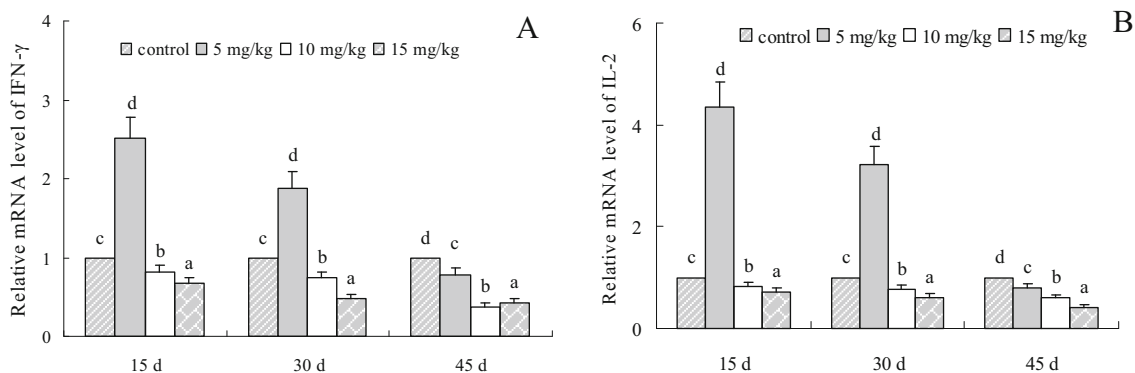 A
control 5 mg/kg 10 mg/kg 15 mg/kg
Relative mRNA level of IFN-γ
4
3
2
1
0
c d b a
c d b a
d c b a
15 d 30 d 45 d
B
control 5 mg/kg 10 mg/kg 15 mg/kg
Relative mRNA level of IL-2
6
4
2
0
c d b a
c d b a
d c b a
15 d 30 d 45 d